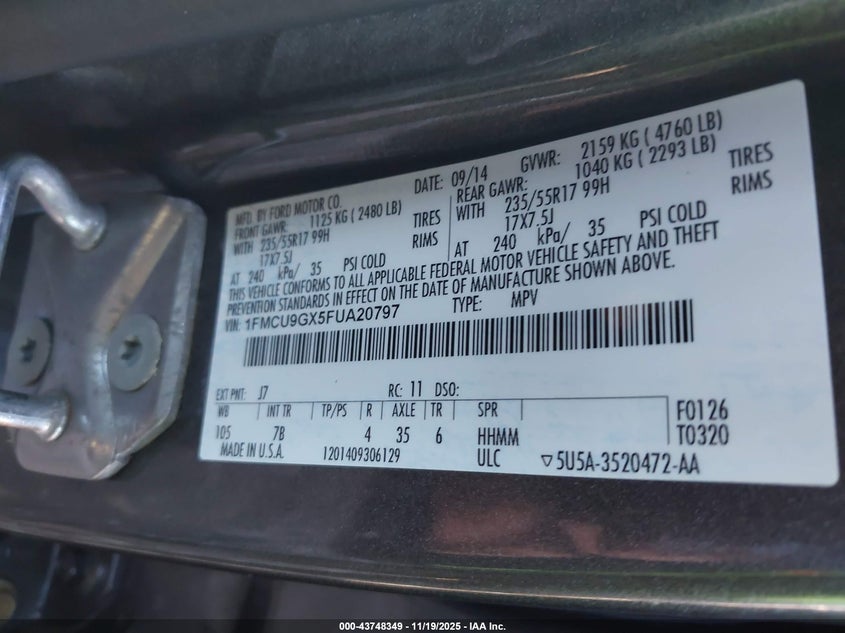 MFD. BY FORD MOTOR CO. DATE: 09/14 GVWR: 2159 KG ( 4760 LB)
FRONT GAWR: 1125 KG ( 2480 LB) REAR GAWR: 1040 KG ( 2293 LB)
WITH 235/55R17 99H TIRES WITH 235/55R17 99H TIRES
17X7.5J RIMS 17X7.5J RIMS
AT 240 kPa/ 35 PSI COLD AT 240 kPa/ 35 PSI COLD
THIS VEHICLE CONFORMS TO ALL APPLICABLE FEDERAL MOTOR VEHICLE SAFETY AND THEFT
PREVENTION STANDARDS IN EFFECT ON THE DATE OF MANUFACTURE SHOWN ABOVE.
VIN: 1FMCU9GX5FUA20797 TYPE: MPV
EXT PNT: J7 RC: 11 DSO:
WB INT TR TP/PS R AXLE TR SPR F0126
105 7B 4 35 6 HHMM T0320
MADE IN U.S.A. 1201409306129 ULC ▽5U5A-3520472-AA
000-43748349 | 11/19/2025 - IAA Inc.